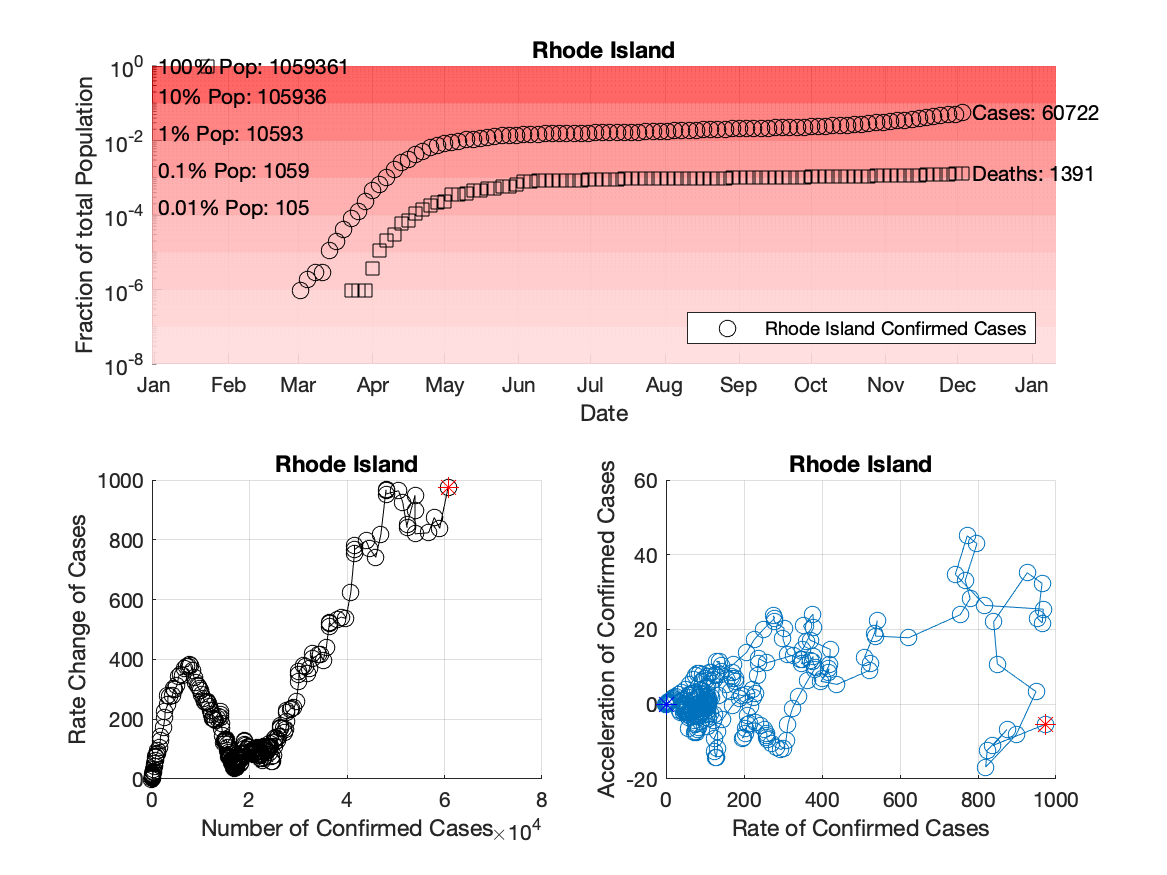 Rhode Island
Fraction of total Population
10^0
10^-2
10^-4
10^-6
10^-8
100% Pop: 1059361
10% Pop: 105936
1% Pop: 10593
0.1% Pop: 1059
0.01% Pop: 105
Cases: 60722
Deaths: 1391
Rhode Island Confirmed Cases
Jan Feb Mar Apr May Jun Jul Aug Sep Oct Nov Dec Jan
Date
Rhode Island
Rate Change of Cases
1000
800
600
400
200
0
0 2 4 6 8
Number of Confirmed Cases ×10^4
Rhode Island
Acceleration of Confirmed Cases
60
40
20
0
-20
0 200 400 600 800 1000
Rate of Confirmed Cases